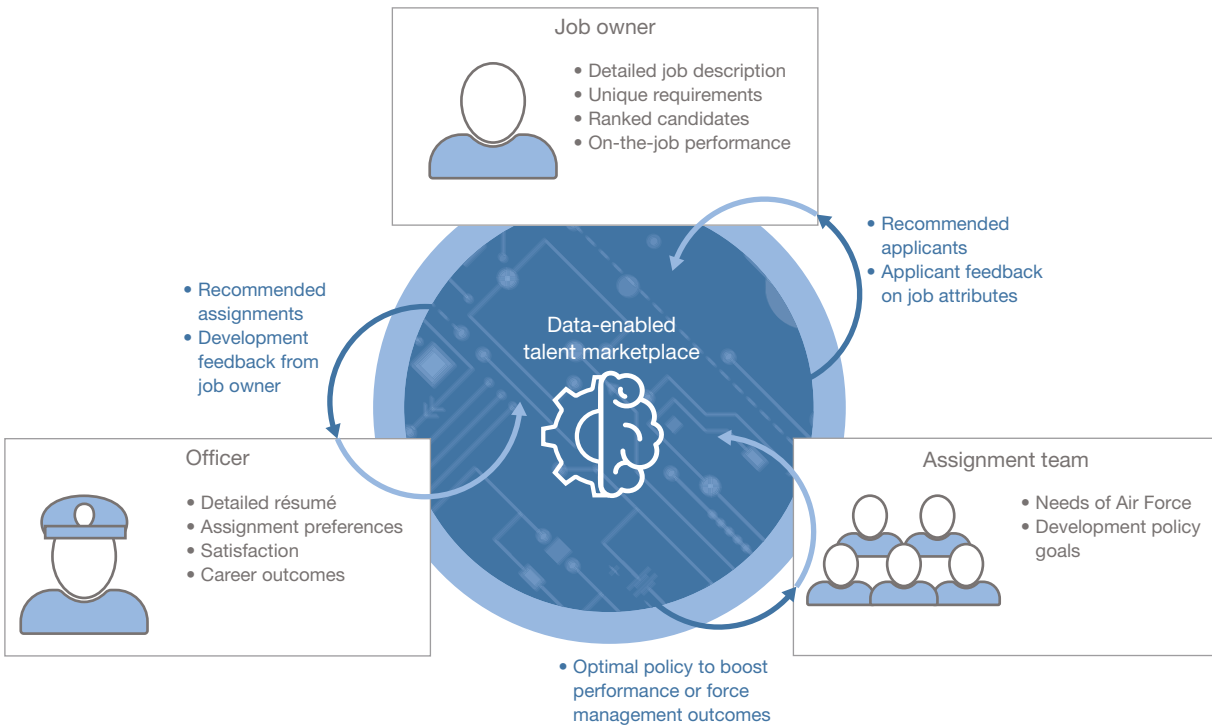 Job owner
• Detailed job description
• Unique requirements
• Ranked candidates
• On-the-job performance
• Recommended
applicants
• Applicant feedback
on job attributes
• Recommended
assignments
• Development
feedback from
job owner
Data-enabled
talent marketplace
Officer
• Detailed résumé
• Assignment preferences
• Satisfaction
• Career outcomes
Assignment team
• Needs of Air Force
• Development policy
goals
• Optimal policy to boost
performance or force
management outcomes